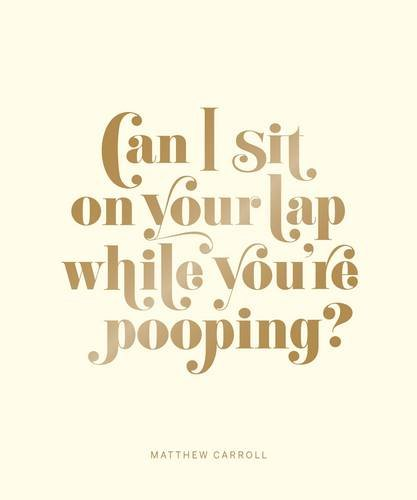 Can I sit
on your lap
while you're
pooping?
MATTHEW CARROLL